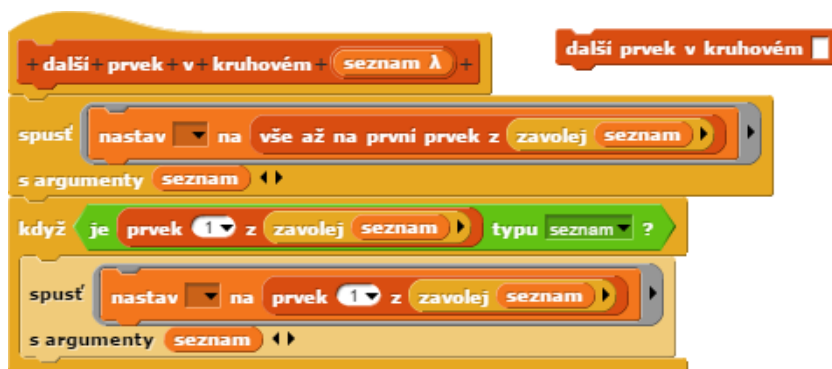 + další + prvek + v + kruhovém + seznam λ +
další prvek v kruhovém
spusť nastav na vše až na první prvek z zavolej seznam
s argumenty seznam
když je prvek 1 z zavolej seznam typu seznam ?
spusť nastav na prvek 1 z zavolej seznam
s argumenty seznam